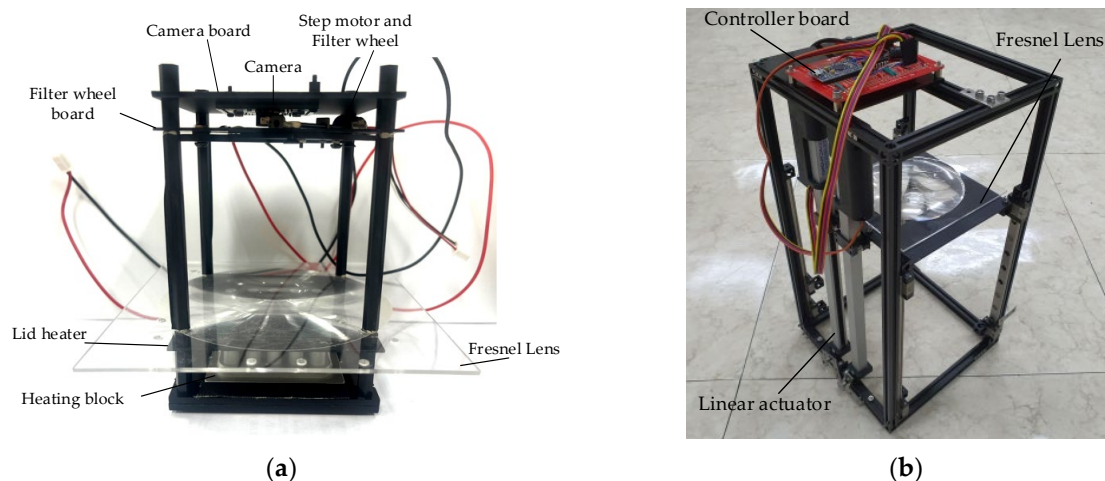 Step motor and
Filter wheel
Camera board
Camera
Filter wheel
board
Lid heater
Heating block
Fresnel Lens
(a)
Controller board
Fresnel Lens
Linear actuator
(b)